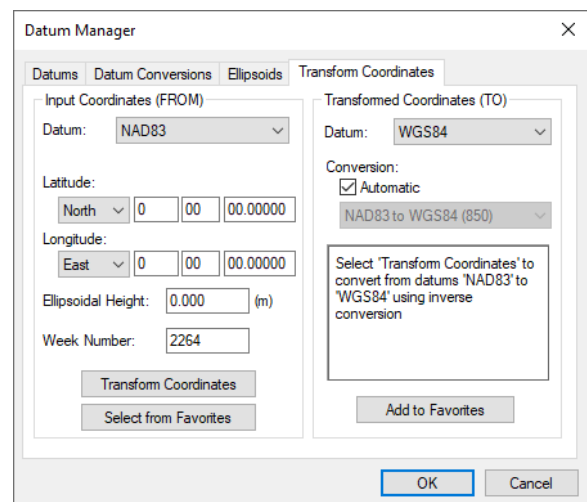 Datum Manager
Datums Datum Conversions Ellipsoids Transform Coordinates
Input Coordinates (FROM)
Datum: NAD83
Latitude:
North 0 00 00.00000
Longitude:
East 0 00 00.00000
Ellipsoidal Height: 0.000 (m)
Week Number: 2264
Transform Coordinates
Select from Favorites
Transformed Coordinates (TO)
Datum: WGS84
Conversion:
Automatic
NAD83 to WGS84 (850)
Select 'Transform Coordinates' to
convert from datums 'NAD83' to
'WGS84' using inverse
conversion
Add to Favorites
OK Cancel